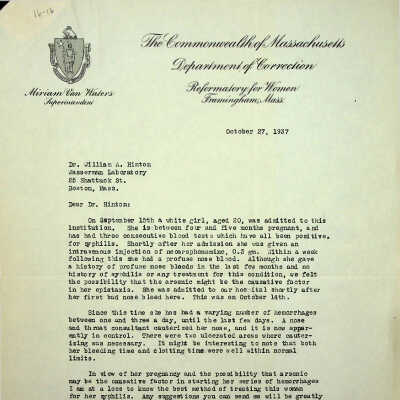 16-16
The Commonwealth of Massachusetts
Department of Correction
Reformatory for Women
Framingham, Mass.
Miriam Van Waters
Superintendent
October 27, 1937
Dr. William A. Hinton
Wasserman Laboratory
25 Shattuck St.
Boston, Mass.
Dear Dr. Hinton:
On September 15th a white girl, aged 20, was admitted to this
institution. She is between four and five months pregnant, and
has had three consecutive blood tests which have all been positive,
for syphilis. Shortly after her admission she was given an
intravenous injection of neoarsphenamine, 0.3 gm. Within a week
following this she had a profuse nose bleed. Although she gave
a history of profuse nose bleeds in the last few months and no
history of syphilis or any treatment for this condition, we felt
the possibility that the arsenic might be the causative factor
in her epistaxis. She was admitted to our hospital shortly after
her first bad nose bleed here. This was on October 14th.
Since this time she has had a varying number of hemorrhages
between one and three a day, until the last few days. A nose
and throat consultant cauterized her nose, and it is now appar-
ently in control. There were two ulcerated areas where cauter-
izing was necessary. It might be interesting to note that both
her bleeding time and clotting time were well within normal
limits.
In view of her pregnancy and the possibility that arsenic
may be the causative factor in starting her series of hemorrhages
I am at a loss to know the best method of treating this woman
for her syphilis. Any suggestions you can send me will be greatly